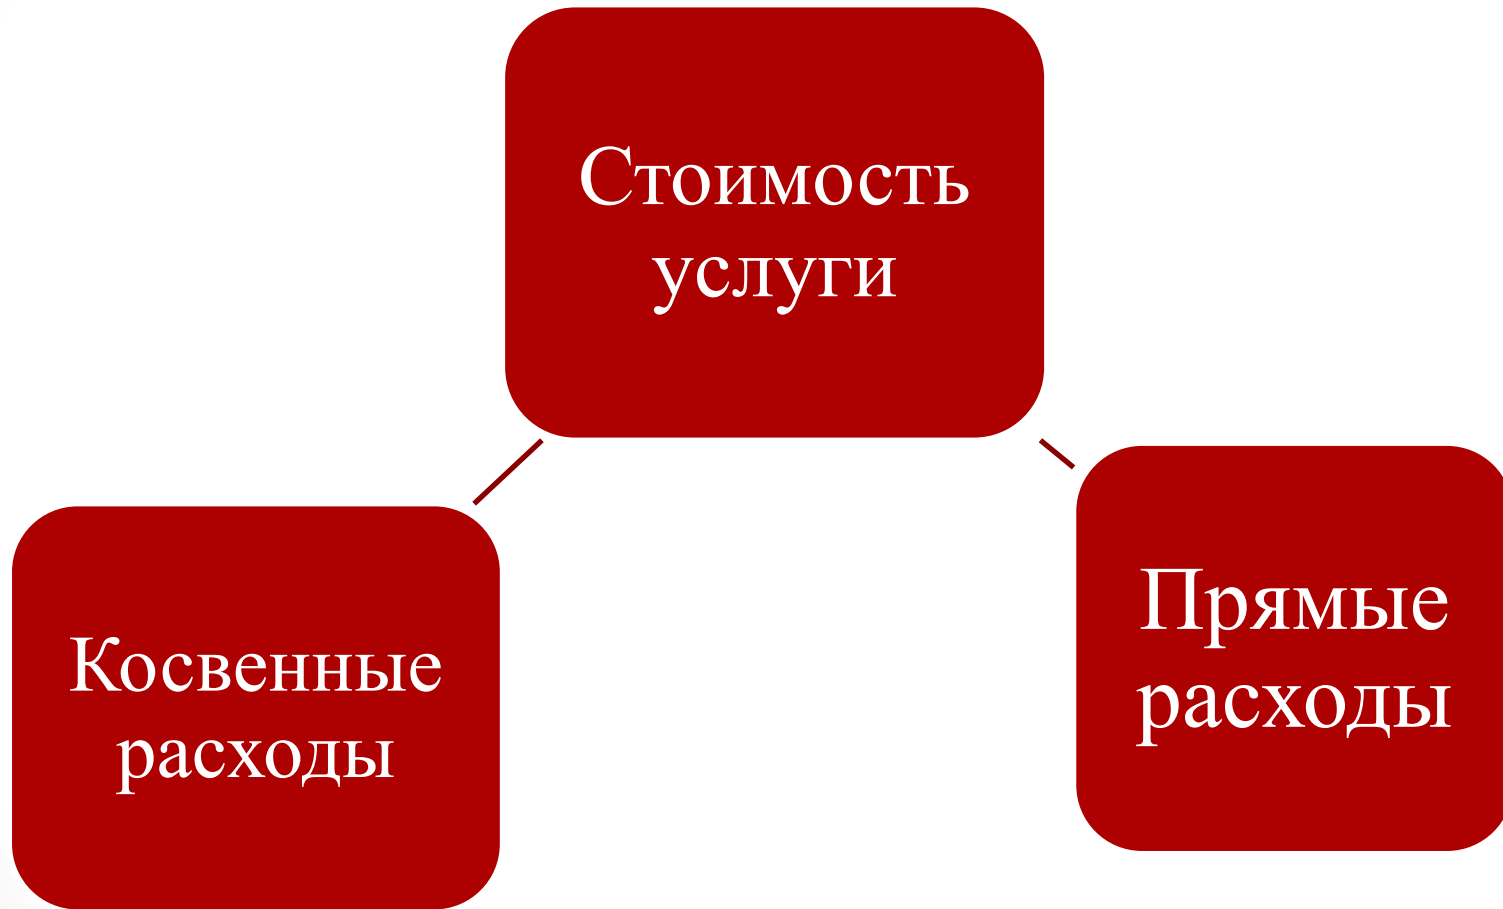 Стоимость
услуги
Косвенные
расходы
Прямые
расходы